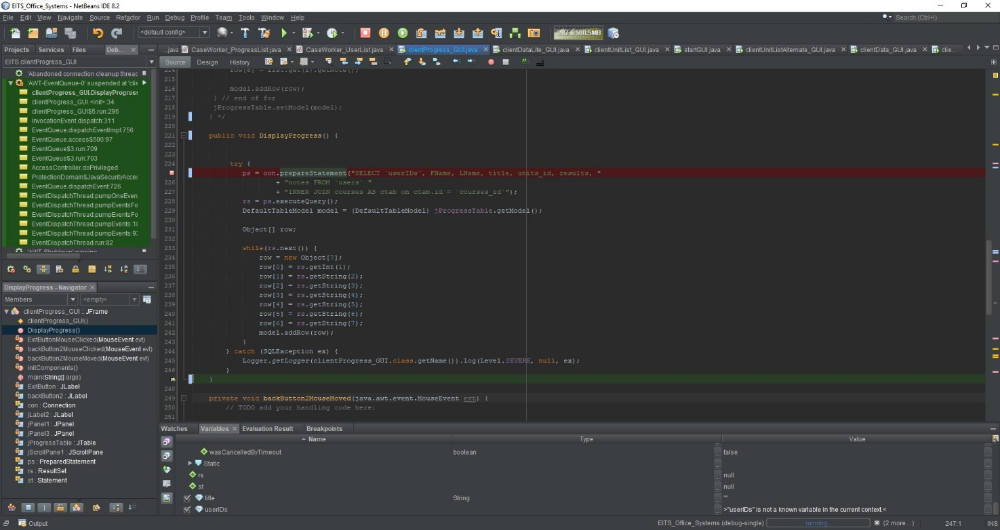 EITS_Office_Systems - NetBeans IDE 8.2
File Edit View Navigate Source Refactor Run Debug Profile Team Tools Window Help
Search (Ctrl+I)
<default config>
287.6/500.5MB
Projects Services Files Deb...
...java CaseWorker_ProgressList.java CaseWorker_UserList.java clientProgress_GUI.java clientDataLite_GUI.java clientUnitList_GUI.java startGUI.java clientUnitListAlternate_GUI.java clientData_GUI.java clie...
EITS.clientProgress_GUI
Source Design History
'Abandoned connection cleanup threac
'AWT-EventQueue-0' suspended at 'clie
clientProgress_GUI.DisplayProgress
clientProgress_GUI.<init>:34
clientProgress_GUI$5.run:296
InvocationEvent.dispatch:311
EventQueue.dispatchEventImpl:756
EventQueue.access$500:97
EventQueue$3.run:709
EventQueue$3.run:703
AccessController.doPrivileged
ProtectionDomain$JavaSecurityAcces
EventQueue.dispatchEvent:726
EventDispatchThread.pumpOneEven
EventDispatchThread.pumpEventsFo
EventDispatchThread.pumpEventsFo
EventDispatchThread.pumpEvents:10
EventDispatchThread.pumpEvents:93
EventDispatchThread.run:82
'AWT-Shutdown' running
DisplayProgress - Navigator
Members <empty>
clientProgress_GUI :: JFrame
clientProgress_GUI()
DisplayProgress()
ExitButtonMouseClicked(MouseEvent evt)
backButton2MouseClicked(MouseEvent evt)
backButton2MouseMoved(MouseEvent evt)
initComponents()
main(String[] args)
ExitButton : JLabel
backButton2 : JLabel
con : Connection
jLabel2 : JLabel
jPanel1 : JPanel
jPanel3 : JPanel
jProgressTable : JTable
jScrollPane1 : JScrollPane
ps : PreparedStatement
rs : ResultSet
st : Statement
214 row[6] = list.get(i).getNote();
215
216 model.addRow(row);
217 } // end of for
218 jProgressTable.setModel(model);
219 } */
220
221 public void DisplayProgress() {
222
223
224 try {
ps = con.prepareStatement("SELECT `userIDs`, FName, LName, title, units_id, results, "
226 + "notes FROM `users` "
227 + "INNER JOIN courses AS ctab on ctab.id = `courses_id`");
228 rs = ps.executeQuery();
229 DefaultTableModel model = (DefaultTableModel) jProgressTable.getModel();
230
231 Object[] row;
232
233 while(rs.next()) {
234 row = new Object[7];
235 row[0] = rs.getInt(1);
236 row[1] = rs.getString(2);
237 row[2] = rs.getString(3);
238 row[3] = rs.getString(4);
239 row[4] = rs.getString(5);
240 row[5] = rs.getString(6);
241 row[6] = rs.getString(7);
242 model.addRow(row);
243 }
244 } catch (SQLException ex) {
245 Logger.getLogger(clientProgress_GUI.class.getName()).log(Level.SEVERE, null, ex);
246 }
}
248
249 private void backButton2MouseMoved(java.awt.event.MouseEvent evt) {
250 // TODO add your handling code here:
251
Watches Variables Evaluation Result Breakpoints
Name Type Value
wasCancelledByTimeout boolean false
Static
rs null
st null
title String ""
userIDs >"userIDs" is not a known variable in the current context.<
Output
EITS_Office_Systems (debug-single) running... (2 more...) 247:1 INS